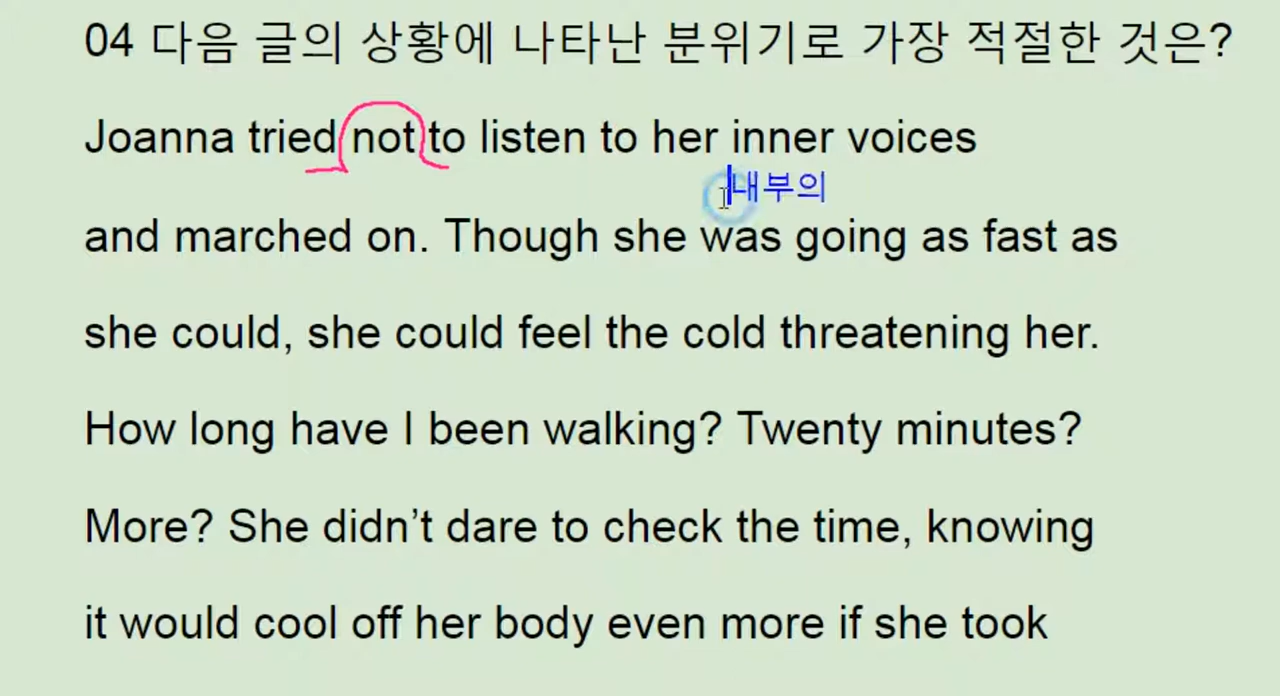 04 다음 글의 상황에 나타난 분위기로 가장 적절한 것은?
Joanna tried not to listen to her inner voices
내부의
and marched on. Though she was going as fast as
she could, she could feel the cold threatening her.
How long have I been walking? Twenty minutes?
More? She didn’t dare to check the time, knowing
it would cool off her body even more if she took